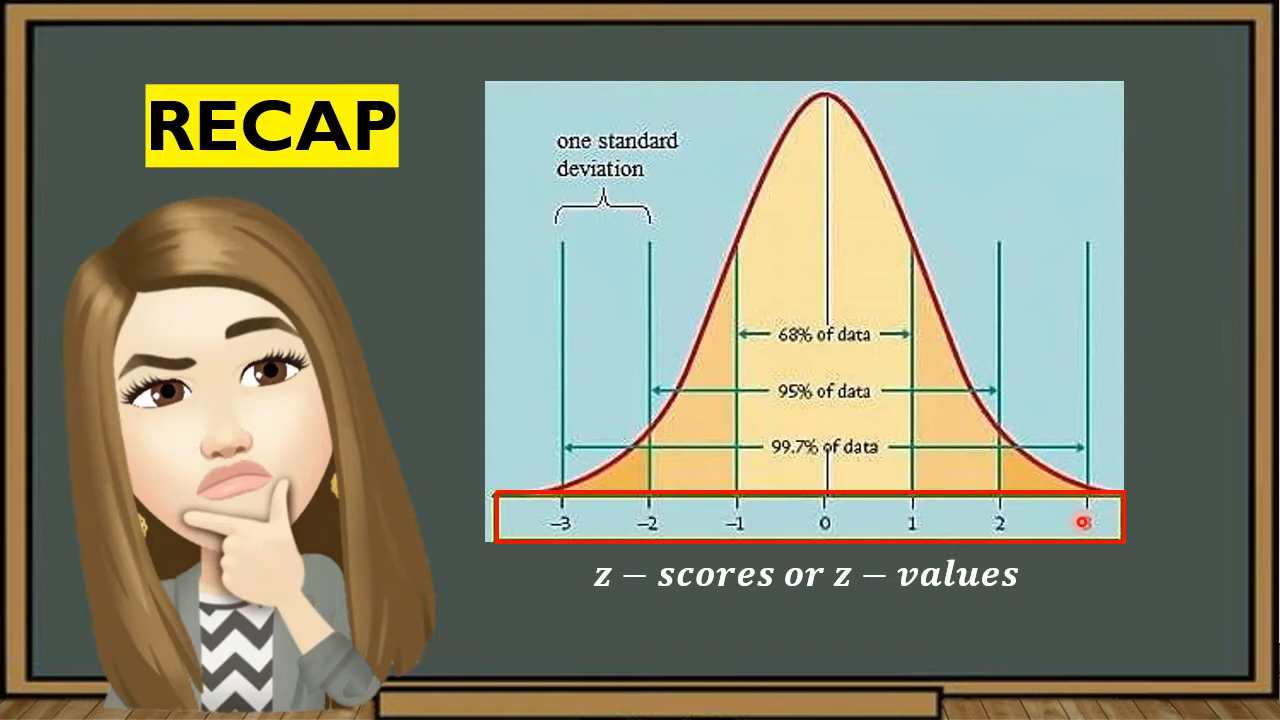 RECAP
one standard
deviation
68% of data
95% of data
99.7% of data
−3 −2 −1 0 1 2 3
z − scores or z − values